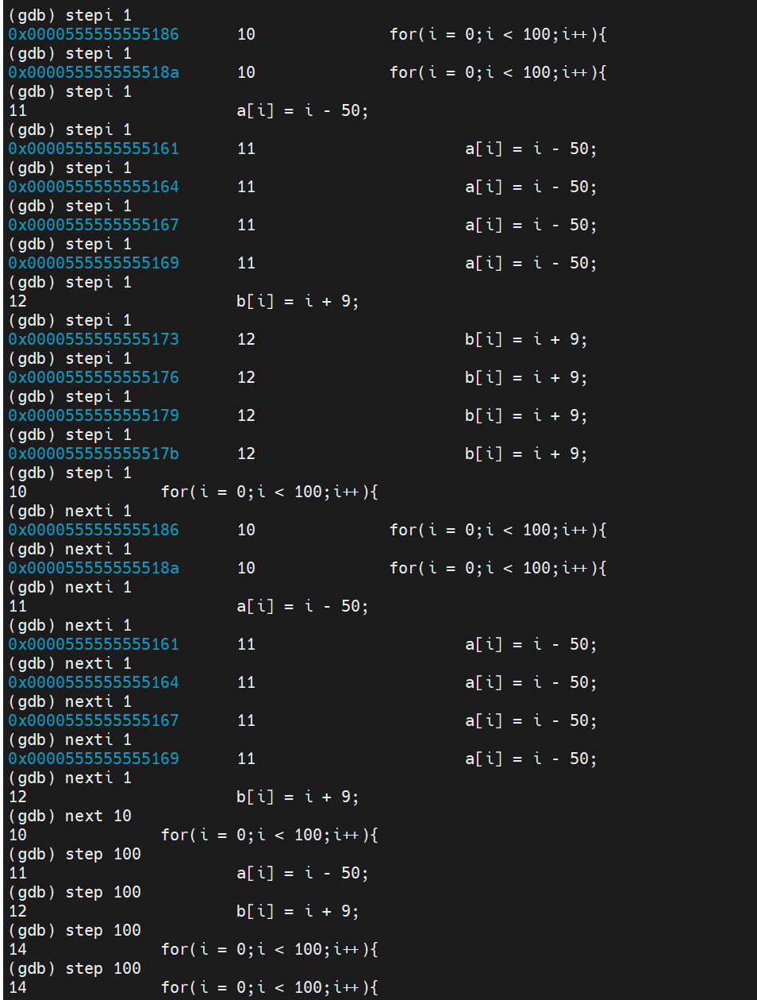 (gdb) stepi 1
0x0000555555555186      10              for(i = 0;i < 100;i++){
(gdb) stepi 1
0x000055555555518a      10              for(i = 0;i < 100;i++){
(gdb) stepi 1
11                      a[i] = i - 50;
(gdb) stepi 1
0x0000555555555161      11                      a[i] = i - 50;
(gdb) stepi 1
0x0000555555555164      11                      a[i] = i - 50;
(gdb) stepi 1
0x0000555555555167      11                      a[i] = i - 50;
(gdb) stepi 1
0x0000555555555169      11                      a[i] = i - 50;
(gdb) stepi 1
12                      b[i] = i + 9;
(gdb) stepi 1
0x0000555555555173      12                      b[i] = i + 9;
(gdb) stepi 1
0x0000555555555176      12                      b[i] = i + 9;
(gdb) stepi 1
0x0000555555555179      12                      b[i] = i + 9;
(gdb) stepi 1
0x000055555555517b      12                      b[i] = i + 9;
(gdb) stepi 1
10              for(i = 0;i < 100;i++){
(gdb) nexti 1
0x0000555555555186      10              for(i = 0;i < 100;i++){
(gdb) nexti 1
0x000055555555518a      10              for(i = 0;i < 100;i++){
(gdb) nexti 1
11                      a[i] = i - 50;
(gdb) nexti 1
0x0000555555555161      11                      a[i] = i - 50;
(gdb) nexti 1
0x0000555555555164      11                      a[i] = i - 50;
(gdb) nexti 1
0x0000555555555167      11                      a[i] = i - 50;
(gdb) nexti 1
0x0000555555555169      11                      a[i] = i - 50;
(gdb) nexti 1
12                      b[i] = i + 9;
(gdb) next 10
10              for(i = 0;i < 100;i++){
(gdb) step 100
11                      a[i] = i - 50;
(gdb) step 100
12                      b[i] = i + 9;
(gdb) step 100
14              for(i = 0;i < 100;i++){
(gdb) step 100
14              for(i = 0;i < 100;i++){